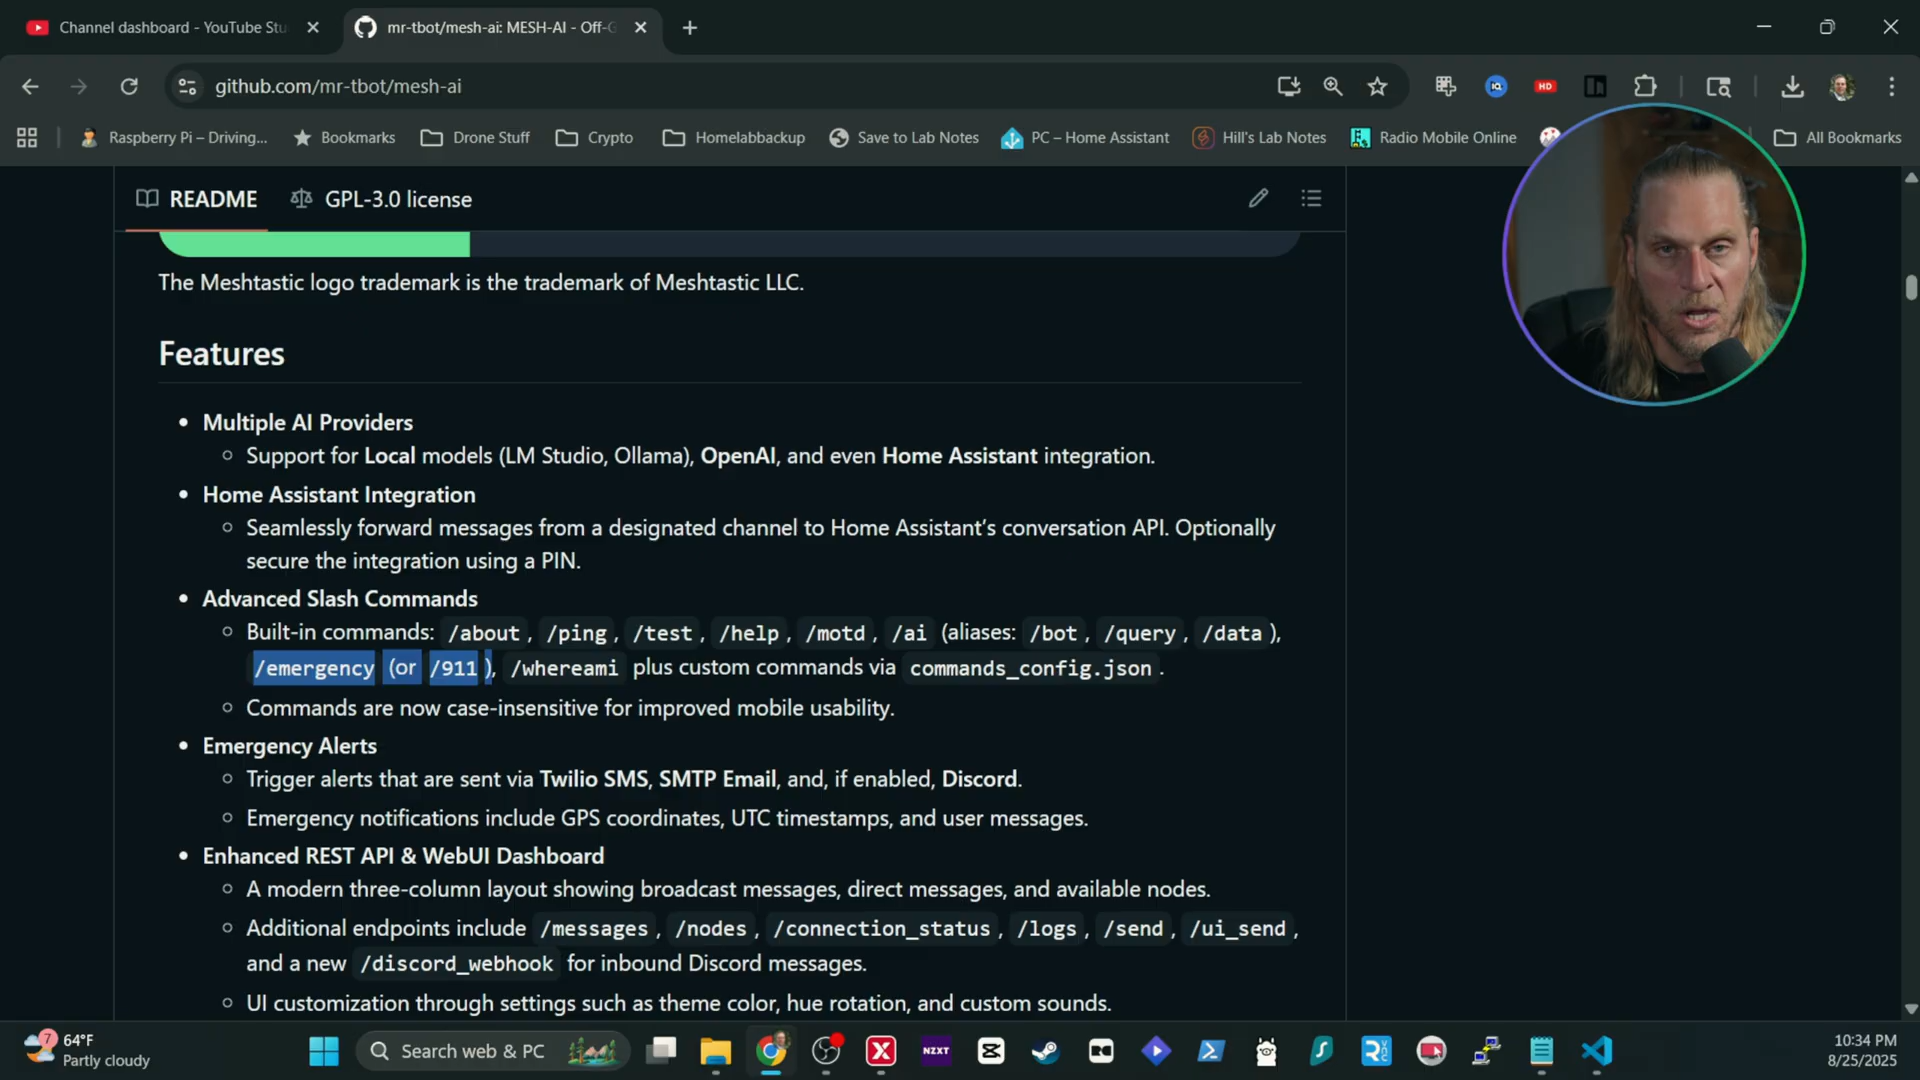 Channel dashboard - YouTube Stu
mr-tbot/mesh-ai: MESH-AI - Off-G
github.com/mr-tbot/mesh-ai
HD
Raspberry Pi – Driving...
Bookmarks
Drone Stuff
Crypto
Homelabbackup
Save to Lab Notes
PC – Home Assistant
Hill's Lab Notes
Radio Mobile Online
All Bookmarks
README
GPL-3.0 license
The Meshtastic logo trademark is the trademark of Meshtastic LLC.
Features
• Multiple AI Providers
Support for Local models (LM Studio, Ollama), OpenAI, and even Home Assistant integration.
• Home Assistant Integration
Seamlessly forward messages from a designated channel to Home Assistant’s conversation API. Optionally
secure the integration using a PIN.
• Advanced Slash Commands
Built-in commands: /about , /ping , /test , /help , /motd , /ai (aliases: /bot , /query , /data ),
/emergency (or /911 ), /whereami plus custom commands via commands_config.json .
Commands are now case-insensitive for improved mobile usability.
• Emergency Alerts
Trigger alerts that are sent via Twilio SMS, SMTP Email, and, if enabled, Discord.
Emergency notifications include GPS coordinates, UTC timestamps, and user messages.
• Enhanced REST API & WebUI Dashboard
A modern three-column layout showing broadcast messages, direct messages, and available nodes.
Additional endpoints include /messages , /nodes , /connection_status , /logs , /send , /ui_send ,
and a new /discord_webhook for inbound Discord messages.
UI customization through settings such as theme color, hue rotation, and custom sounds.
7
64°F
Partly cloudy
Search web & PC
NZXT
10:34 PM
8/25/2025